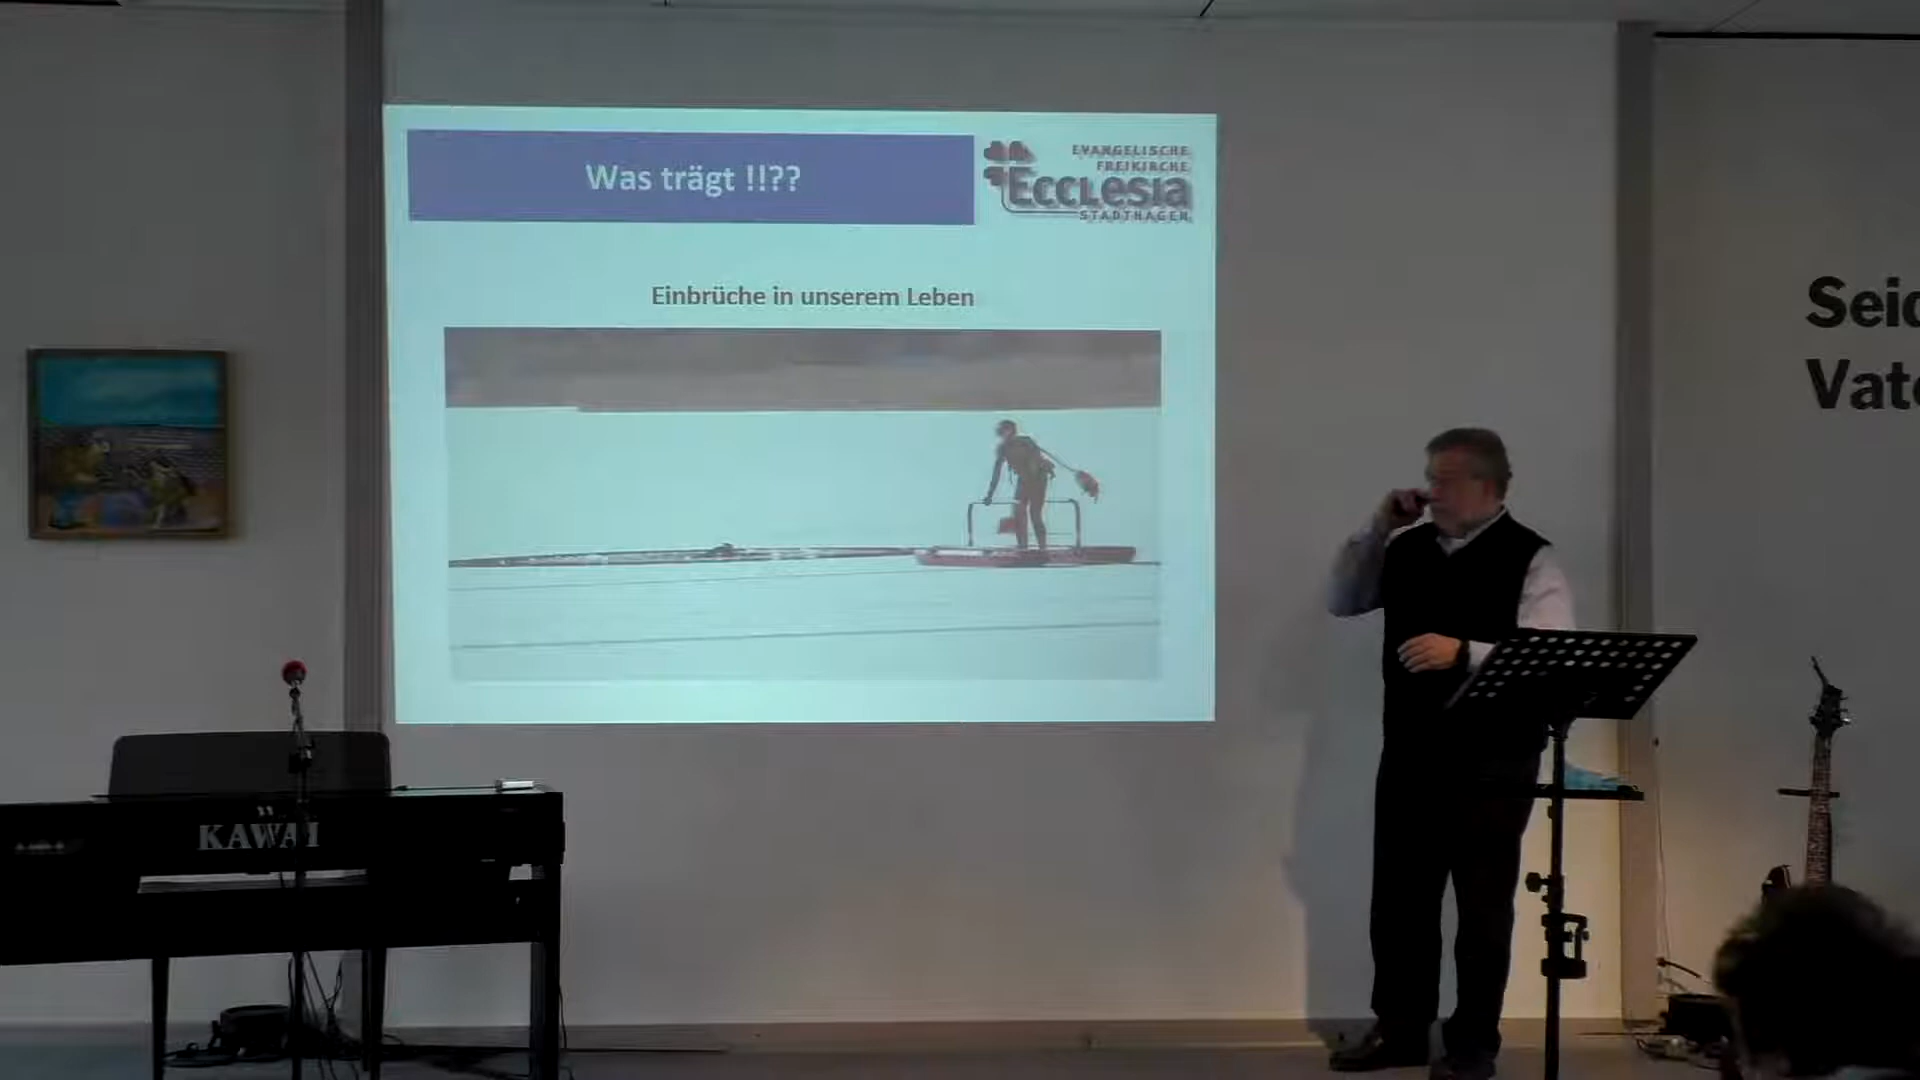 Was trägt !!??
EVANGELISCHE
FREIKIRCHE
Ecclesia
STADTHAGEN
Einbrüche in unserem Leben
Seid
Vate
KAWAI